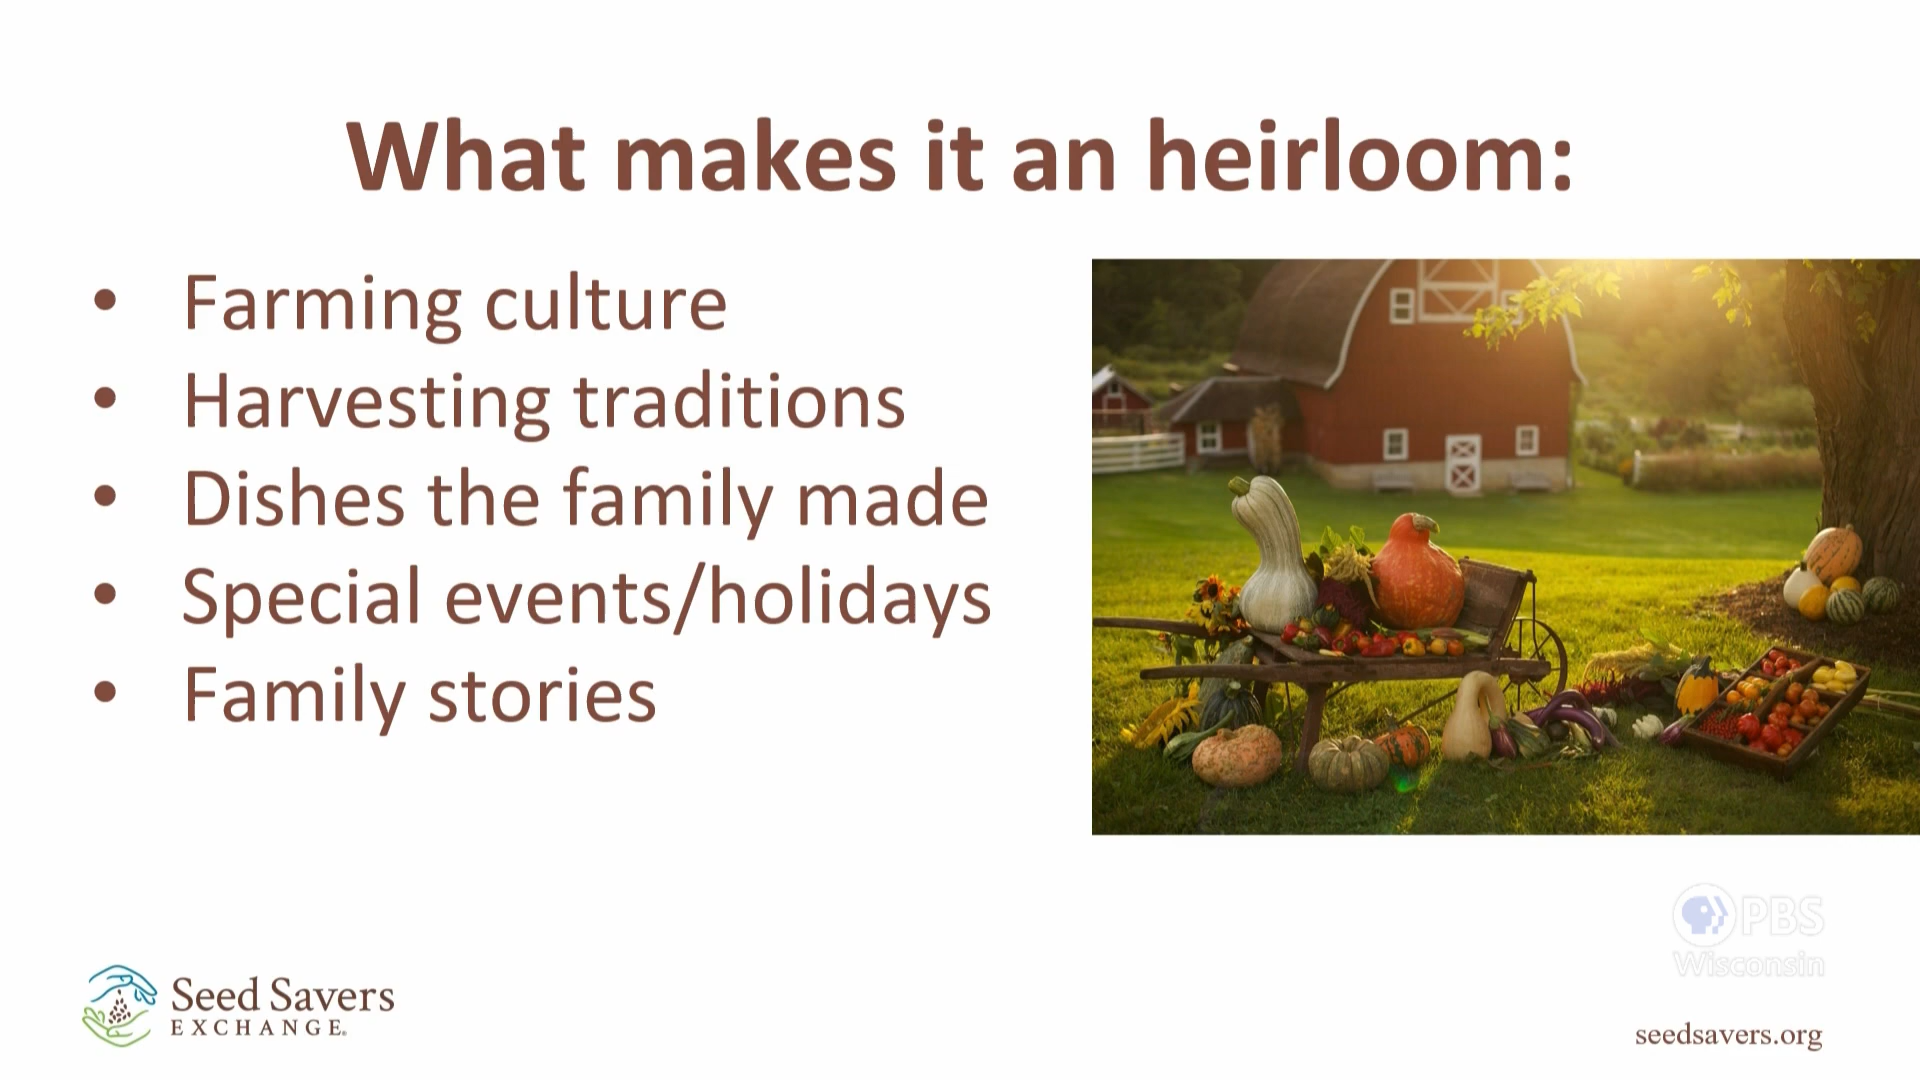 What makes it an heirloom:
• Farming culture
• Harvesting traditions
• Dishes the family made
• Special events/holidays
• Family stories
PBS
Wisconsin
Seed Savers
EXCHANGE.
seedsavers.org